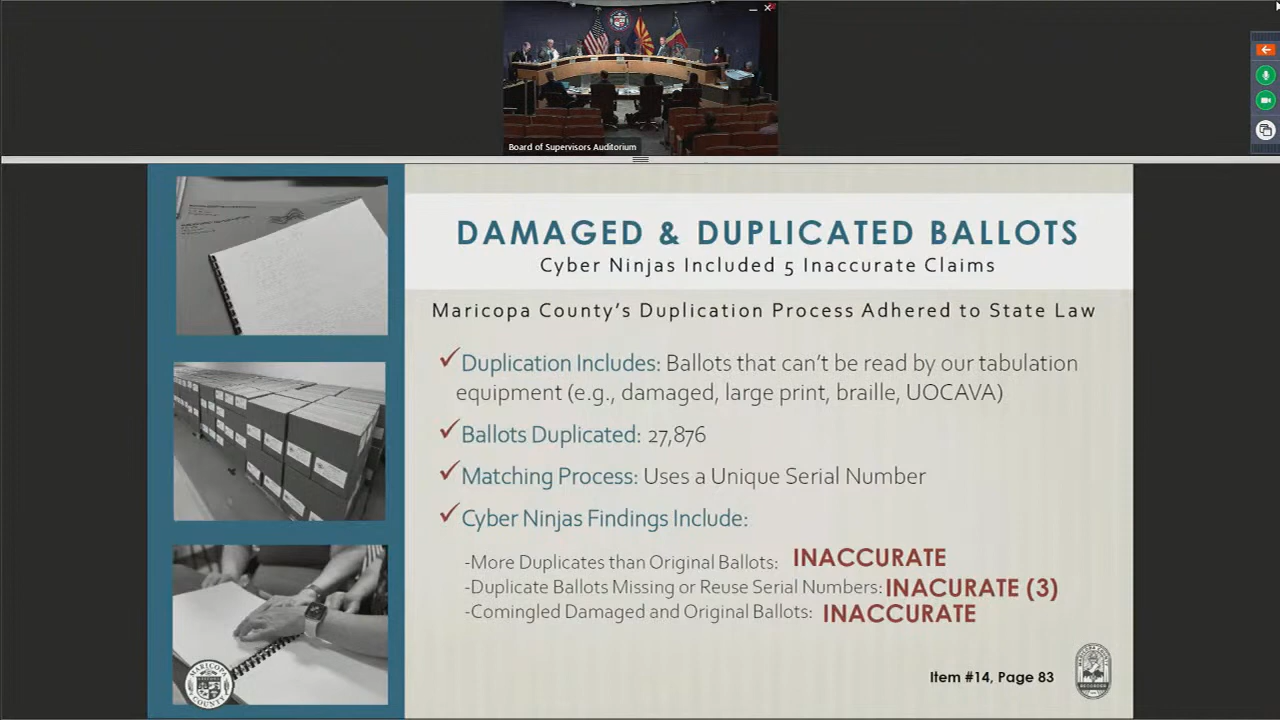 Board of Supervisors Auditorium
DAMAGED & DUPLICATED BALLOTS
Cyber Ninjas Included 5 Inaccurate Claims
Maricopa County's Duplication Process Adhered to State Law
✓Duplication Includes: Ballots that can't be read by our tabulation
equipment (e.g., damaged, large print, braille, UOCAVA)
✓Ballots Duplicated: 27,876
✓Matching Process: Uses a Unique Serial Number
✓Cyber Ninjas Findings Include:
-More Duplicates than Original Ballots: INACCURATE
-Duplicate Ballots Missing or Reuse Serial Numbers: INACURATE (3)
-Comingled Damaged and Original Ballots: INACCURATE
MARICOPA
COUNTY
Item #14, Page 83